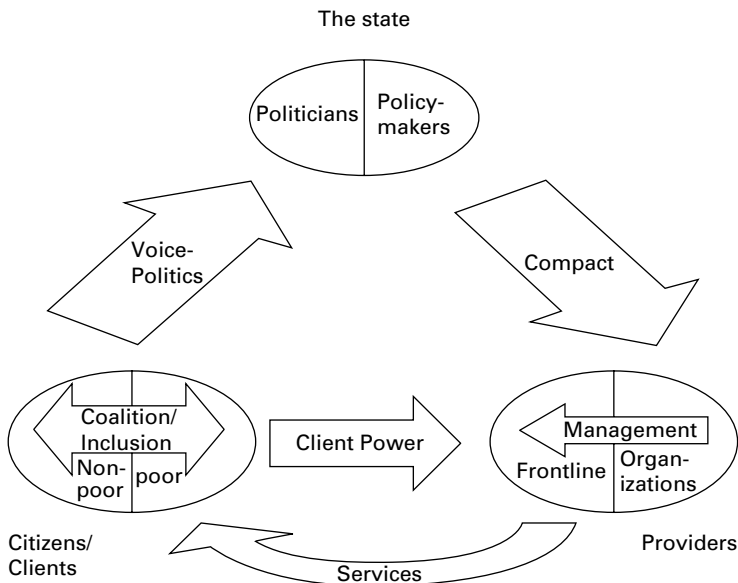 The state
Politicians
Policy-
makers
Voice-
Politics
Compact
Coalition/
Inclusion
Non-
poor
poor
Client Power
Management
Frontline
Organ-
izations
Citizens/
Clients
Providers
Services